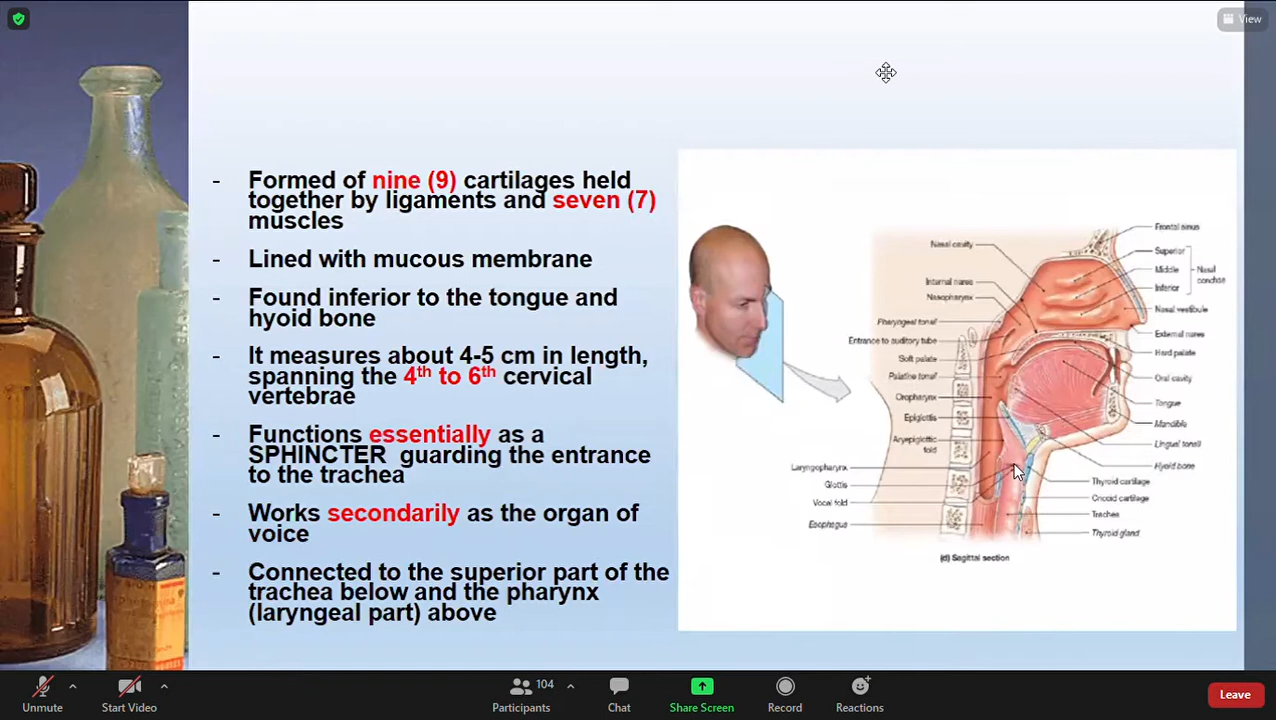 View
- Formed of nine (9) cartilages held
together by ligaments and seven (7)
muscles
- Lined with mucous membrane
- Found inferior to the tongue and
hyoid bone
- It measures about 4-5 cm in length,
spanning the 4th to 6th cervical
vertebrae
- Functions essentially as a
SPHINCTER guarding the entrance
to the trachea
- Works secondarily as the organ of
voice
- Connected to the superior part of the
trachea below and the pharynx
(laryngeal part) above
Nasal cavity
Internal nares
Nasopharynx
Pharyngeal tonsil
Entrance to auditory tube
Soft palate
Palatine tonsil
Oropharynx
Epiglottis
Aryepiglottic
fold
Laryngopharynx
Glottis
Vocal fold
Esophagus
Frontal sinus
Superior
Middle
Inferior
Nasal
conchae
Nasal vestibule
External nares
Hard palate
Oral cavity
Tongue
Mandible
Lingual tonsil
Hyoid bone
Thyroid cartilage
Cricoid cartilage
Trachea
Thyroid gland
(d) Sagittal section
Unmute
Start Video
104
Participants
Chat
Share Screen
Record
Reactions
Leave